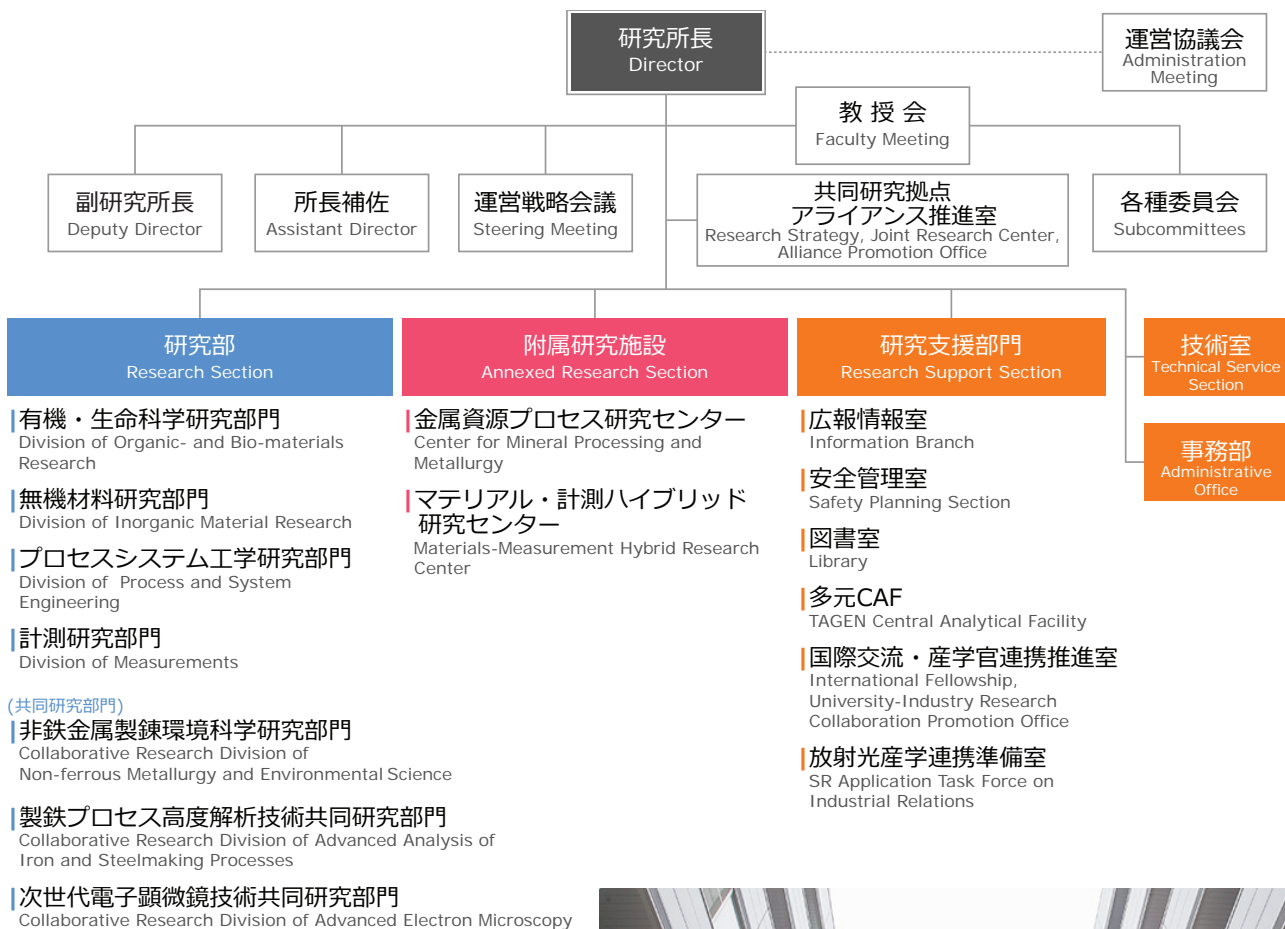 研究所長
Director
運営協議会
Administration
Meeting
教 授 会
Faculty Meeting
副研究所長
Deputy Director
所長補佐
Assistant Director
運営戦略会議
Steering Meeting
共同研究拠点
アライアンス推進室
Research Strategy, Joint Research Center,
Alliance Promotion Office
各種委員会
Subcommittees
研究部
Research Section
有機・生命科学研究部門
Division of Organic- and Bio-materials
Research
無機材料研究部門
Division of Inorganic Material Research
プロセスシステム工学研究部門
Division of Process and System
Engineering
計測研究部門
Division of Measurements
(共同研究部門)
非鉄金属製錬環境科学研究部門
Collaborative Research Division of
Non-ferrous Metallurgy and Environmental Science
製鉄プロセス高度解析技術共同研究部門
Collaborative Research Division of Advanced Analysis of
Iron and Steelmaking Processes
次世代電子顕微鏡技術共同研究部門
Collaborative Research Division of Advanced Electron Microscopy
附属研究施設
Annexed Research Section
金属資源プロセス研究センター
Center for Mineral Processing and
Metallurgy
マテリアル・計測ハイブリッド
研究センター
Materials-Measurement Hybrid Research
Center
研究支援部門
Research Support Section
広報情報室
Information Branch
安全管理室
Safety Planning Section
図書室
Library
多元CAF
TAGEN Central Analytical Facility
国際交流・産学官連携推進室
International Fellowship,
University-Industry Research
Collaboration Promotion Office
放射光産学連携準備室
SR Application Task Force on
Industrial Relations
技術室
Technical Service
Section
事務部
Administrative
Office